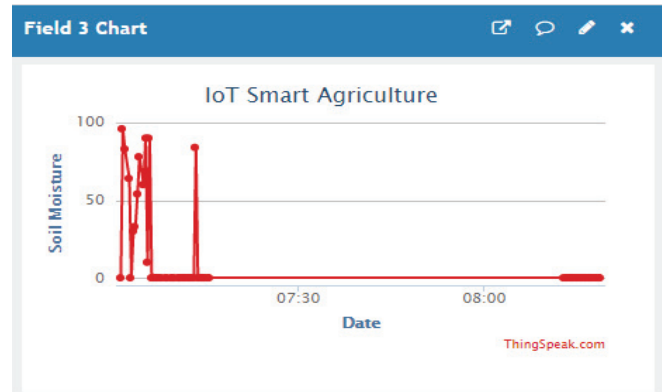 Field 3 Chart
IoT Smart Agriculture
Soil Moisture
100
50
0
07:30 08:00
Date
ThingSpeak.com